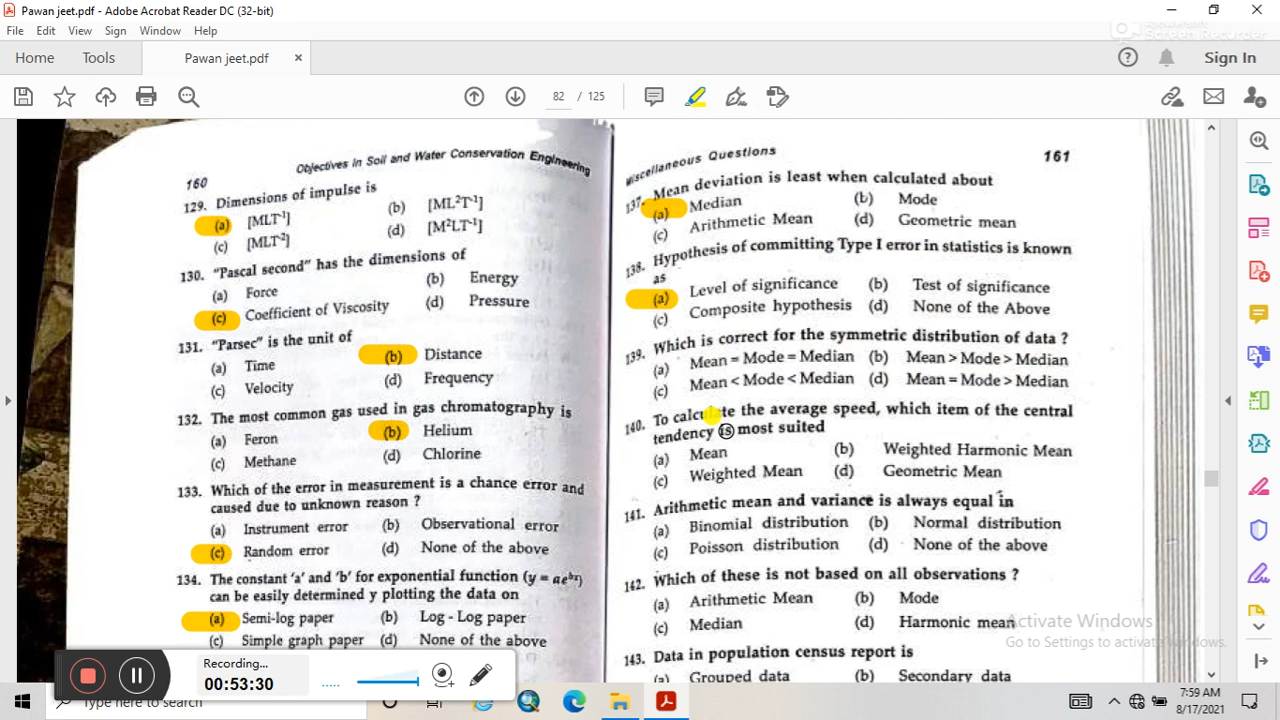 Pawan jeet.pdf - Adobe Acrobat Reader DC (32-bit)
File Edit View Sign Window Help
Screen Recorder
Home Tools Pawan jeet.pdf × Sign In
82 / 125
160 Objectives in Soil and Water Conservation Engineering
129. Dimensions of impulse is
(a) [MLT-1] (b) [ML2T-1]
(c) [MLT-2] (d) [M2LT-1]
130. "Pascal second" has the dimensions of
(a) Force (b) Energy
(c) Coefficient of Viscosity (d) Pressure
131. "Parsec" is the unit of
(a) Time (b) Distance
(c) Velocity (d) Frequency
132. The most common gas used in gas chromatography is
(a) Feron (b) Helium
(c) Methane (d) Chlorine
133. Which of the error in measurement is a chance error and
caused due to unknown reason ?
(a) Instrument error (b) Observational error
(c) Random error (d) None of the above
134. The constant 'a' and 'b' for exponential function (y = aebx)
can be easily determined y plotting the data on
(a) Semi-log paper (b) Log - Log paper
(c) Simple graph paper (d) None of the above
Miscellaneous Questions 161
137. Mean deviation is least when calculated about
(a) Median (b) Mode
(c) Arithmetic Mean (d) Geometric mean
138. Hypothesis of committing Type I error in statistics is known
as
(a) Level of significance (b) Test of significance
(c) Composite hypothesis (d) None of the Above
139. Which is correct for the symmetric distribution of data ?
(a) Mean = Mode = Median (b) Mean > Mode > Median
(c) Mean < Mode < Median (d) Mean = Mode > Median
140. To calculate the average speed, which item of the central
tendency is most suited
(a) Mean (b) Weighted Harmonic Mean
(c) Weighted Mean (d) Geometric Mean
141. Arithmetic mean and variance is always equal in
(a) Binomial distribution (b) Normal distribution
(c) Poisson distribution (d) None of the above
142. Which of these is not based on all observations ?
(a) Arithmetic Mean (b) Mode
(c) Median (d) Harmonic mean
143. Data in population census report is
(a) Grouped data (b) Secondary data
Activate Windows
Go to Settings to activate Windows.
Recording...
00:53:30
Type here to search
7:59 AM
8/17/2021